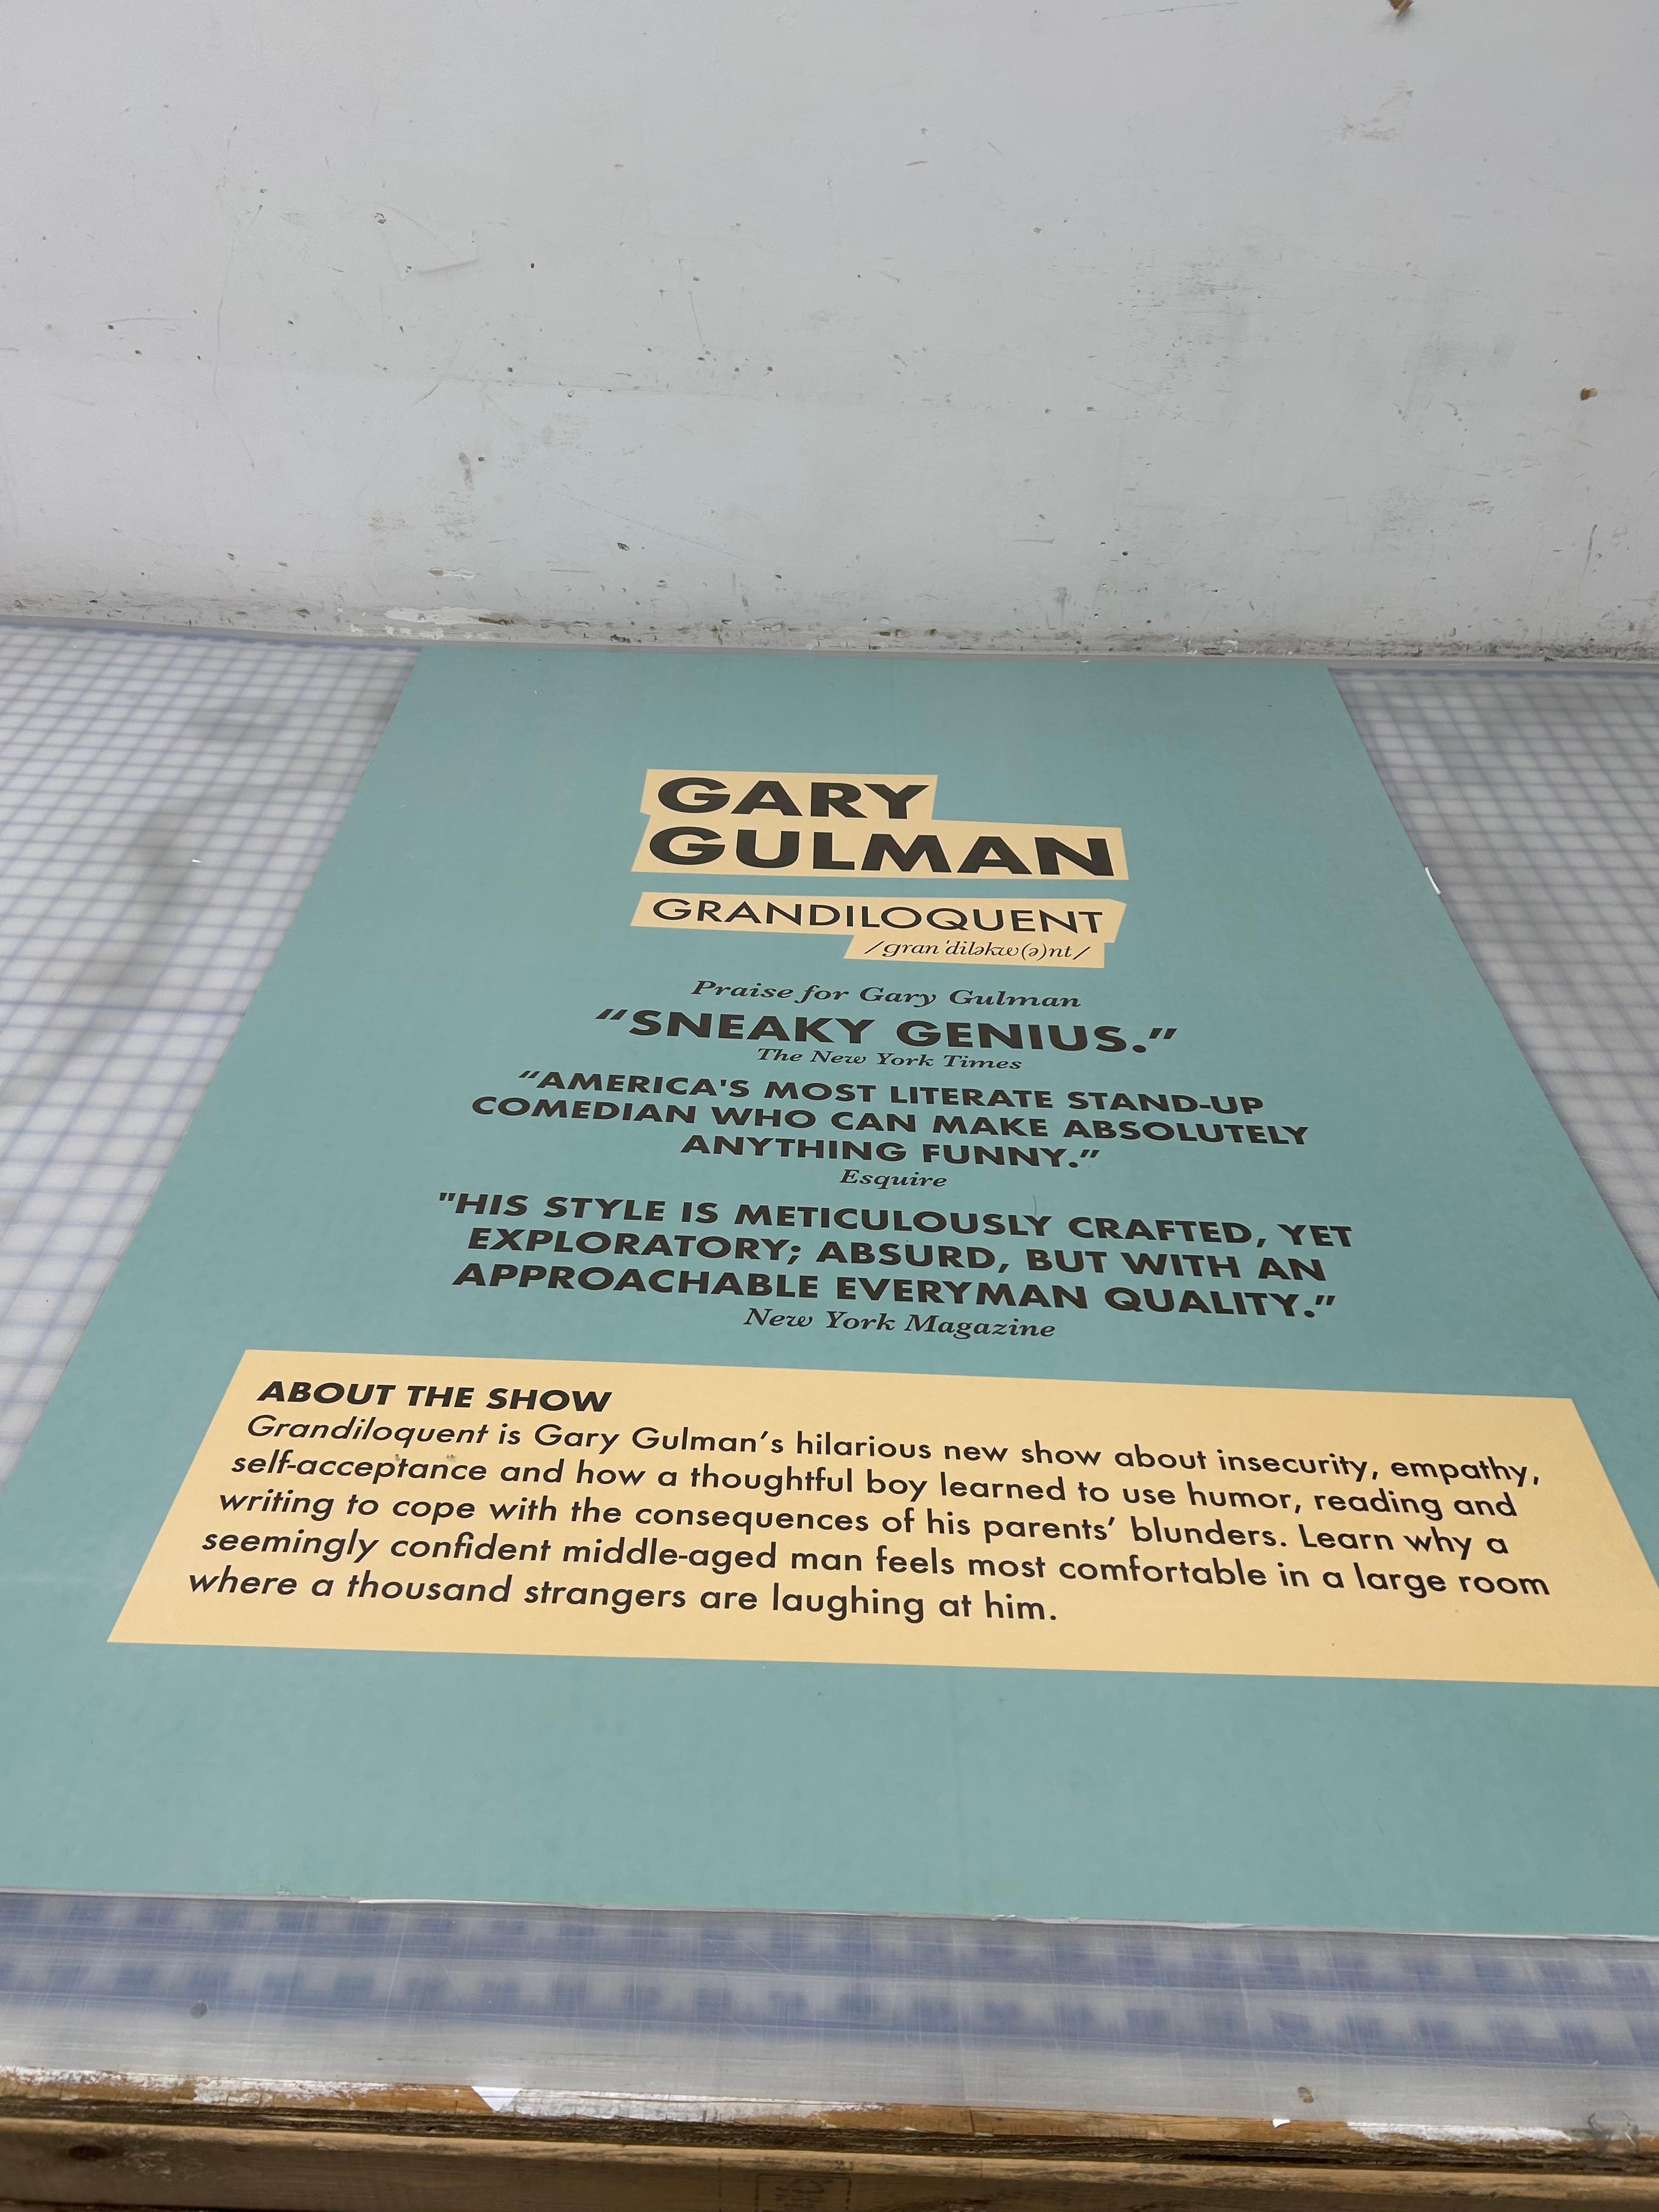 GARY
GULMAN
GRANDILOQUENT
/ɡran ˈdiləkw(ə)nt/
Praise for Gary Gulman
“SNEAKY GENIUS.”
The New York Times
“AMERICA'S MOST LITERATE STAND-UP
COMEDIAN WHO CAN MAKE ABSOLUTELY
ANYTHING FUNNY.”
Esquire
"HIS STYLE IS METICULOUSLY CRAFTED, YET
EXPLORATORY; ABSURD, BUT WITH AN
APPROACHABLE EVERYMAN QUALITY.”
New York Magazine
ABOUT THE SHOW
Grandiloquent is Gary Gulman’s hilarious new show about insecurity, empathy,
self-acceptance and how a thoughtful boy learned to use humor, reading and
writing to cope with the consequences of his parents’ blunders. Learn why a
seemingly confident middle-aged man feels most comfortable in a large room
where a thousand strangers are laughing at him.